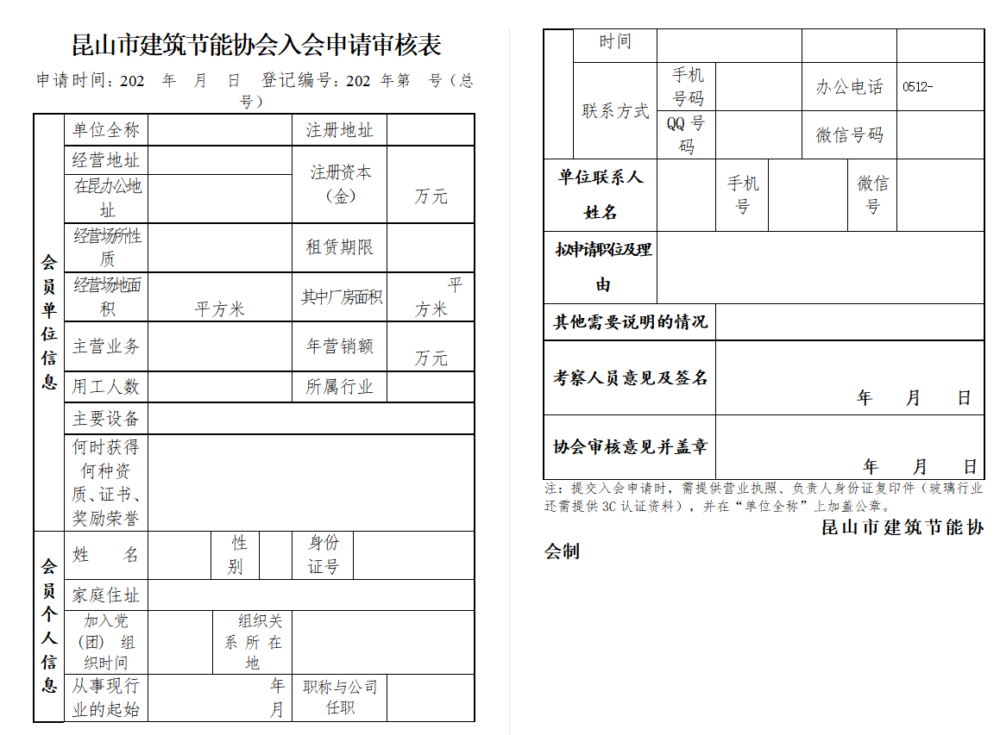 昆山市建筑节能协会入会申请审核表
申请时间：202 年 月 日 登记编号：202 年第 号（总
号）
会员单位信息
单位全称 注册地址
经营地址 注册资本（金） 万元
在昆办公地址
经营场所性质 租赁期限
经营场地面积 平方米 其中厂房面积 平方米
主营业务 年营销额 万元
用工人数 所属行业
主要设备
何时获得
何种资
质、证书、
奖励荣誉
会员个人信息
姓 名 性别 身份证号
家庭住址
加入党（团）组织时间 组织关系所在地
从事现行业的起始 年 月 职称与公司任职
时间
联系方式 手机号码 办公电话 0512-
QQ 号码 微信号码
单位联系人姓名 手机号 微信号
拟申请职位及理由
其他需要说明的情况
考察人员意见及签名
年 月 日
协会审核意见并盖章
年 月 日
注：提交入会申请时，需提供营业执照、负责人身份证复印件（玻璃行业
还需提供 3C 认证资料），并在“单位全称”上加盖公章。
昆山市建筑节能协
会制